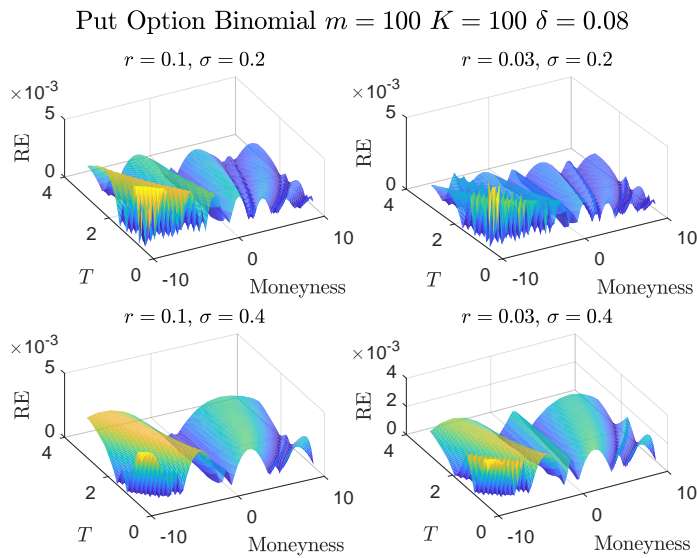 Put Option Binomial m = 100 K = 100 δ = 0.08
r = 0.1, σ = 0.2
×10⁻³
5
0
RE
4
2
0
T
-10
0
10
Moneyness
r = 0.03, σ = 0.2
×10⁻³
5
0
RE
4
2
0
T
-10
0
10
Moneyness
r = 0.1, σ = 0.4
×10⁻³
5
0
RE
4
2
0
T
-10
0
10
Moneyness
r = 0.03, σ = 0.4
×10⁻³
4
2
0
RE
4
2
0
T
-10
0
10
Moneyness